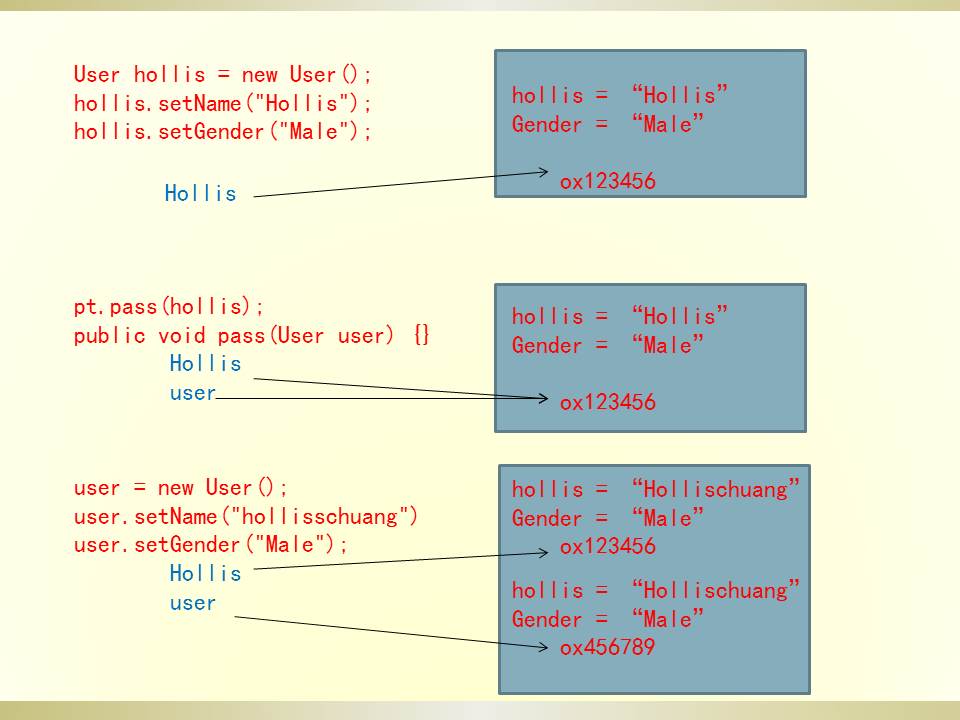 User hollis = new User();
hollis.setName("Hollis");
hollis.setGender("Male");
Hollis
hollis = “Hollis”
Gender = “Male”
ox123456
pt.pass(hollis);
public void pass(User user) {}
Hollis
user
hollis = “Hollis”
Gender = “Male”
ox123456
user = new User();
user.setName("hollisschuang")
user.setGender("Male");
Hollis
user
hollis = “Hollischuang”
Gender = “Male”
ox123456
hollis = “Hollischuang”
Gender = “Male”
ox456789